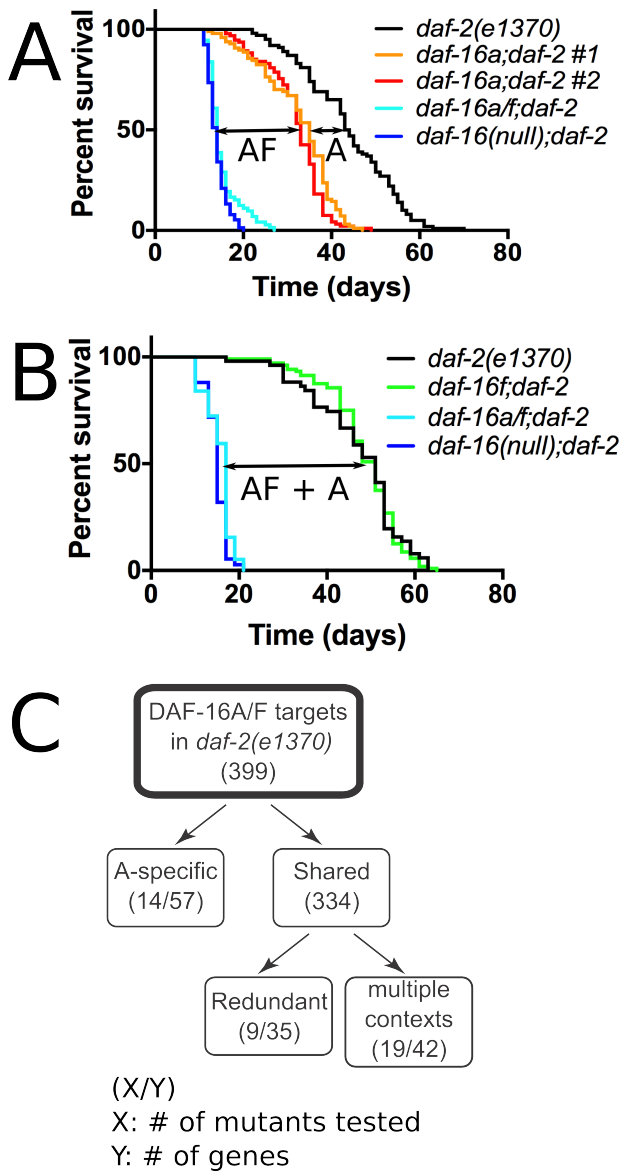 A
Percent survival
100
50
0
0
20
40
60
80
Time (days)
daf-2(e1370)
daf-16a;daf-2 #1
daf-16a;daf-2 #2
daf-16a/f;daf-2
daf-16(null);daf-2
AF
A
B
Percent survival
100
50
0
0
20
40
60
80
Time (days)
daf-2(e1370)
daf-16f;daf-2
daf-16a/f;daf-2
daf-16(null);daf-2
AF + A
C
DAF-16A/F targets
in daf-2(e1370)
(399)
A-specific
(14/57)
Shared
(334)
Redundant
(9/35)
multiple
contexts
(19/42)
(X/Y)
X: # of mutants tested
Y: # of genes